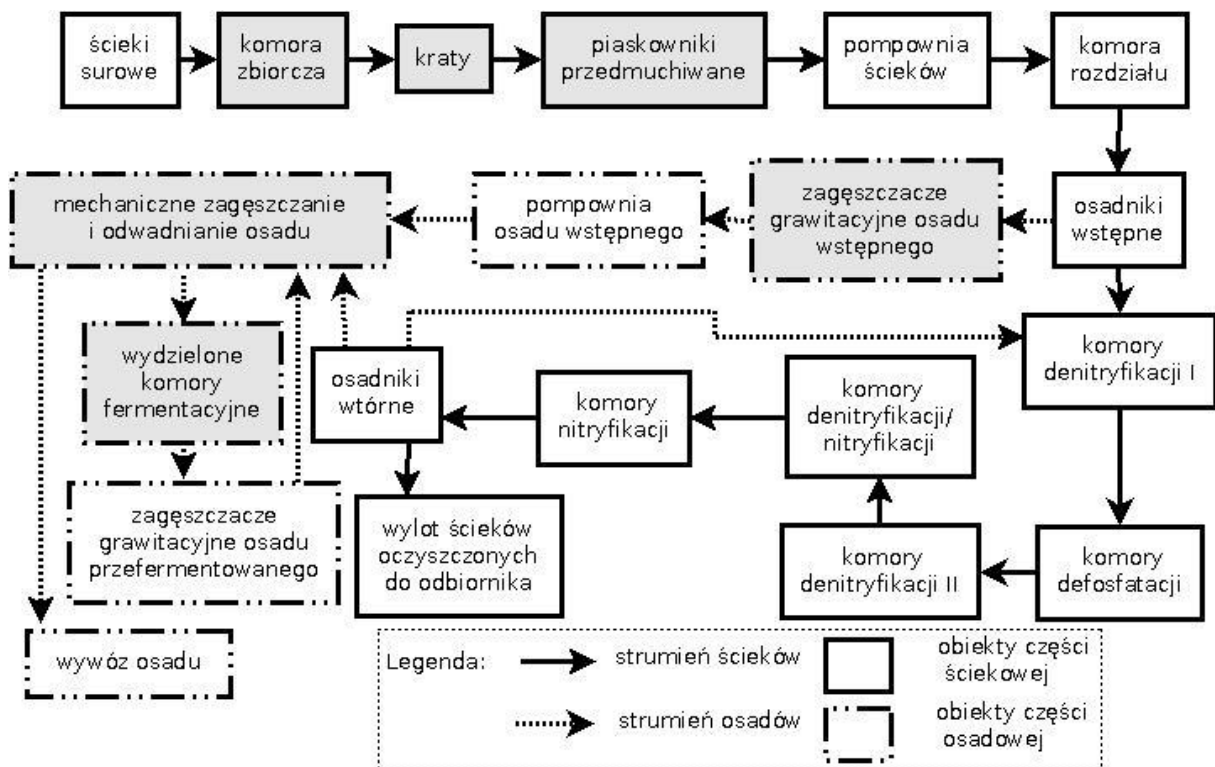 ścieki
surowe
komora
zbiorcza
kraty
piaskowniki
przedmuchiwane
pompownia
ścieków
komora
rozdziału
mechaniczne zagęszczanie
i odwadnianie osadu
pompownia
osadu wstępnego
zagęszczacze
grawitacyjne osadu
wstępnego
osadniki
wstępne
wydzielone
komory
fermentacyjne
osadniki
wtórne
komory
nitryfikacji
komory
denitryfikacji/
nitryfikacji
komory
denitryfikacji I
zagęszczacze
grawitacyjne osadu
przefermentowanego
wylot ścieków
oczyszczonych
do odbiornika
komory
denitryfikacji II
komory
defosfatacji
wywóz osadu
Legenda:
strumień ścieków
obiekty części
ściekowej
strumień osadów
obiekty części
osadowej